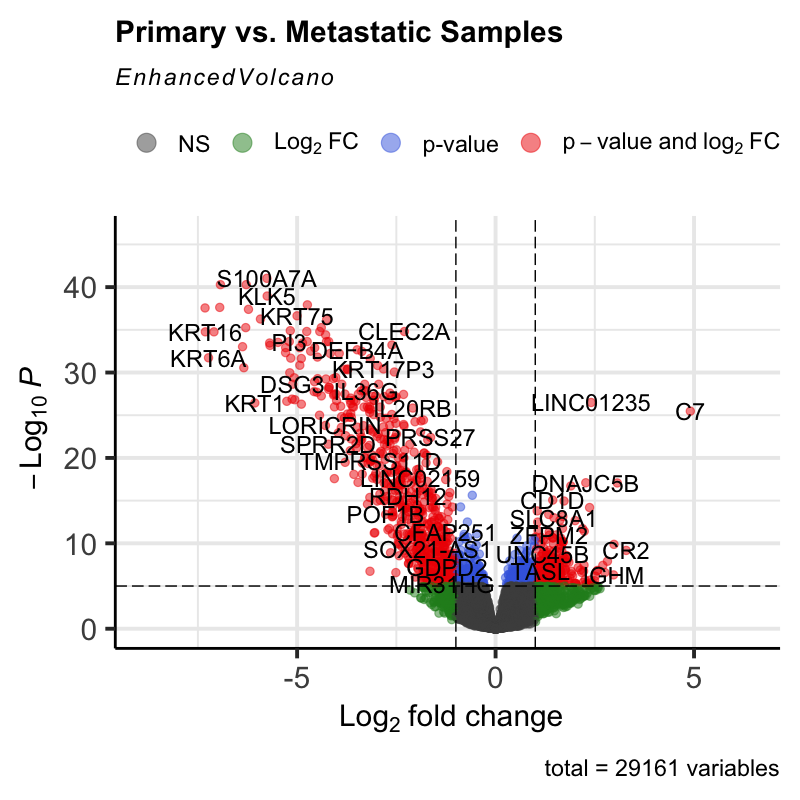 Primary vs. Metastatic Samples
EnhancedVolcano
NS Log₂ FC p-value p – value and log₂ FC
S100A7A
KLK5
KRT75
KRT16
CLEC2A
PI3
DEFB4A
KRT6A
KRT17P3
DSG3
IL36G
KRT1
IL20RB
LINC01235
C7
LORICRIN
PRSS27
SPRR2D
TMPRSS11D
LINC02159
DNAJC5B
RDH12
CD1D
POF1B
SLC8A1
CFAP251
ZFPM2
SOX21-AS1
UNC45B
CR2
GDPD2
TASL
IGHM
MIR31HG
40
30
20
10
0
–Log₁₀ P
-5 0 5
Log₂ fold change
total = 29161 variables